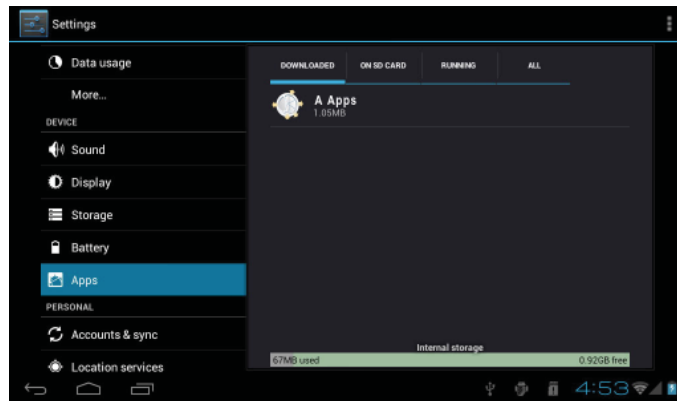 Settings
Data usage
More...
DEVICE
Sound
Display
Storage
Battery
Apps
PERSONAL
Accounts & sync
Location services
DOWNLOADED ON SD CARD RUNNING ALL
A Apps
1.05MB
Internal storage
67MB used 0.92GB free
4:53